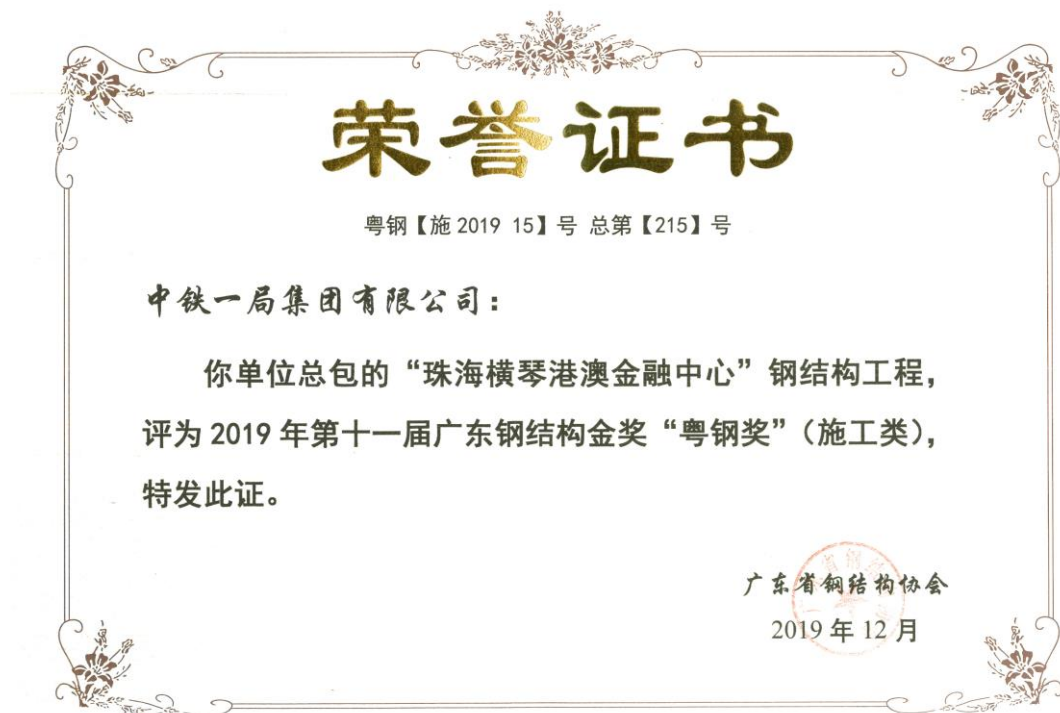 荣誉证书
粤钢【施 2019 15】号 总第【215】号
中铁一局集团有限公司：
你单位总包的“珠海横琴港澳金融中心”钢结构工程，
评为 2019 年第十一届广东钢结构金奖“粤钢奖”（施工类），
特发此证。
广东省钢结构协会
2019 年 12 月